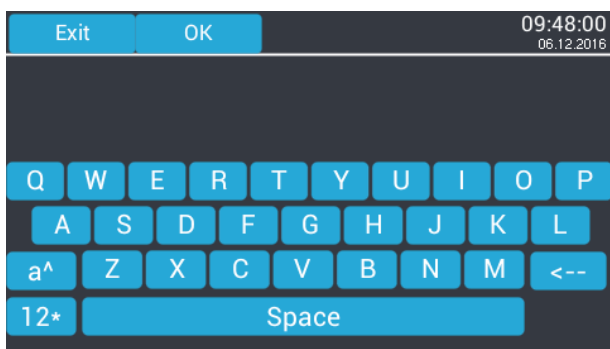 Exit OK 09:48:00
06.12.2016
Q W E R T Y U I O P
A S D F G H J K L
a^ Z X C V B N M <--
12* Space